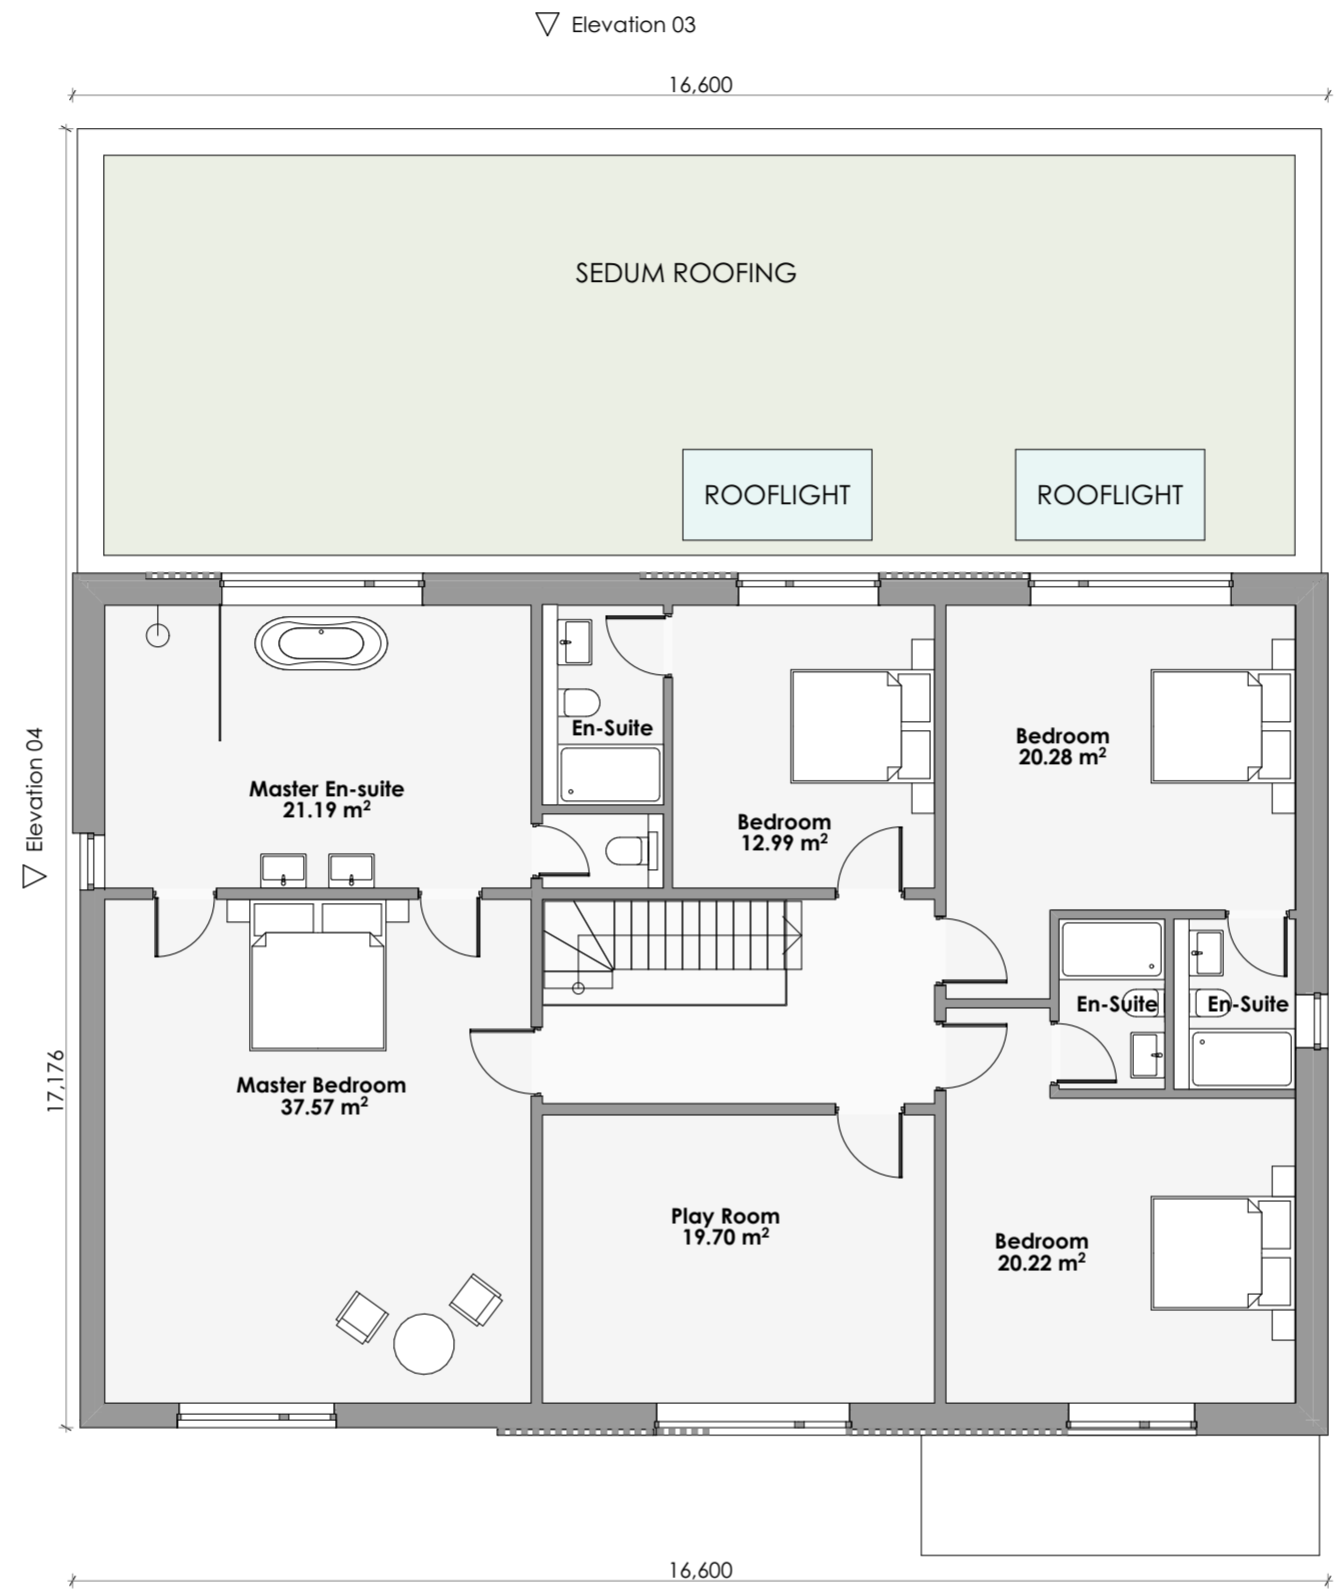 ▽ Elevation 03
16,600
SEDUM ROOFING
ROOFLIGHT
ROOFLIGHT
En-Suite
Bedroom
20.28 m²
Master En-suite
21.19 m²
Bedroom
12.99 m²
▽ Elevation 04
En-Suite
En-Suite
17,176
Master Bedroom
37.57 m²
Play Room
19.70 m²
Bedroom
20.22 m²
16,600